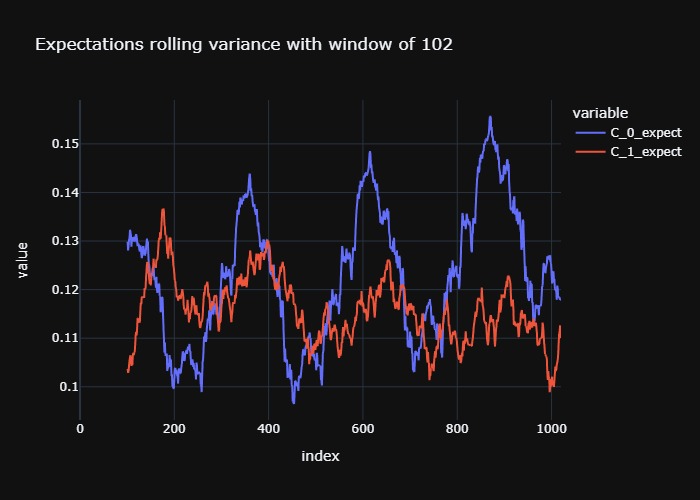 Expectations rolling variance with window of 102
variable
C_0_expect
C_1_expect
0.15
0.14
0.13
0.12
0.11
0.1
value
0
200
400
600
800
1000
index